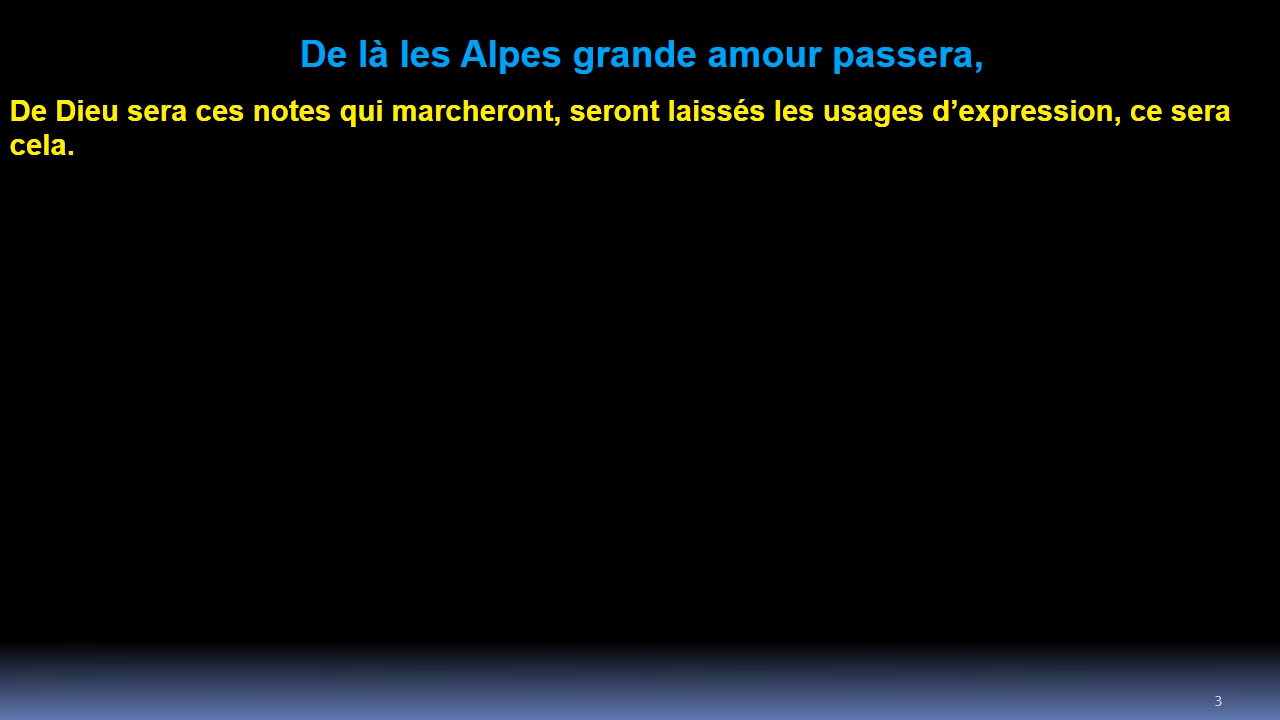 De là les Alpes grande amour passera,
De Dieu sera ces notes qui marcheront, seront laissés les usages d’expression, ce sera
cela.
3